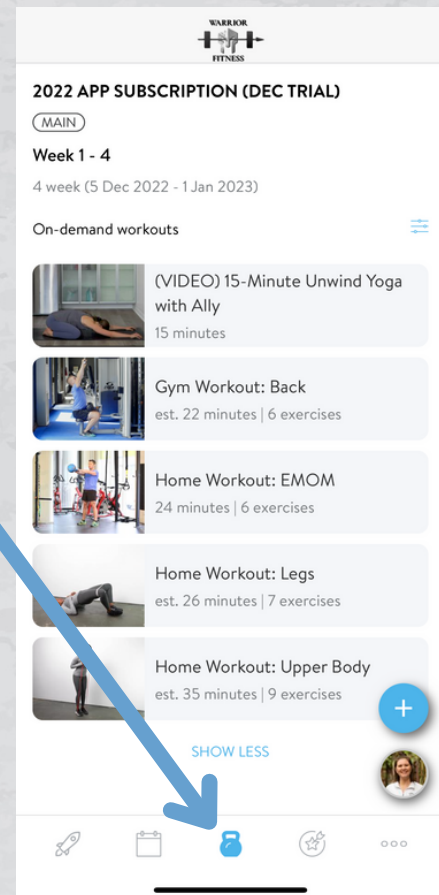 WARRIOR
FITNESS
2022 APP SUBSCRIPTION (DEC TRIAL)
MAIN
Week 1 - 4
4 week (5 Dec 2022 - 1 Jan 2023)
On-demand workouts
(VIDEO) 15-Minute Unwind Yoga
with Ally
15 minutes
Gym Workout: Back
est. 22 minutes | 6 exercises
Home Workout: EMOM
24 minutes | 6 exercises
Home Workout: Legs
est. 26 minutes | 7 exercises
Home Workout: Upper Body
est. 35 minutes | 9 exercises
SHOW LESS